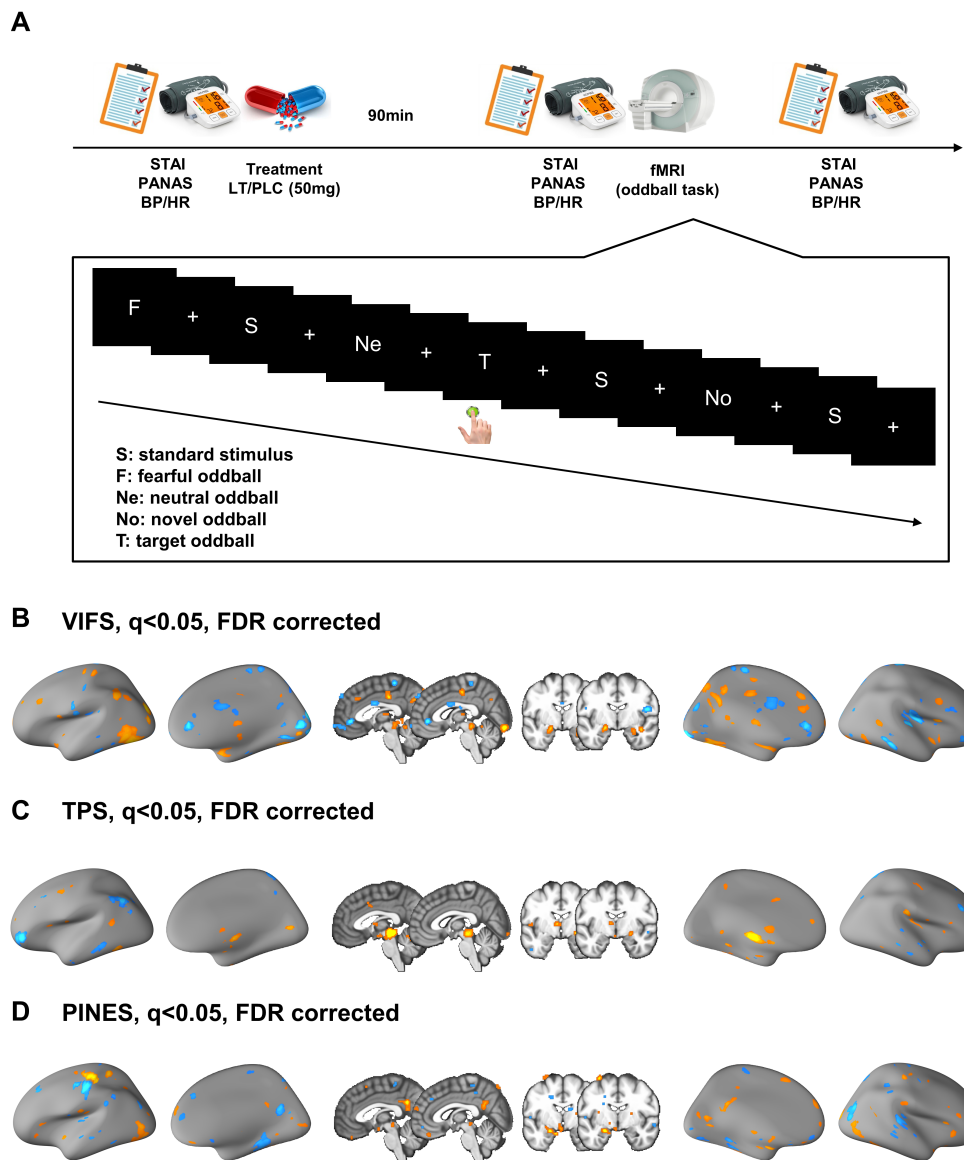 A
90min
STAI
PANAS
BP/HR
Treatment
LT/PLC (50mg)
STAI
PANAS
BP/HR
fMRI
(oddball task)
STAI
PANAS
BP/HR
F
+
S
+
Ne
+
T
+
S
+
No
+
S
+
S: standard stimulus
F: fearful oddball
Ne: neutral oddball
No: novel oddball
T: target oddball
B VIFS, q<0.05, FDR corrected
C TPS, q<0.05, FDR corrected
D PINES, q<0.05, FDR corrected